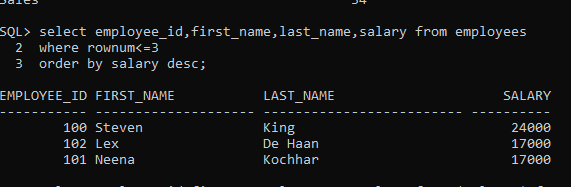 Sales 34
SQL> select employee_id,first_name,last_name,salary from employees
2 where rownum<=3
3 order by salary desc;
EMPLOYEE_ID FIRST_NAME LAST_NAME SALARY
----------- -------------------- ------------------------- ----------
100 Steven King 24000
102 Lex De Haan 17000
101 Neena Kochhar 17000